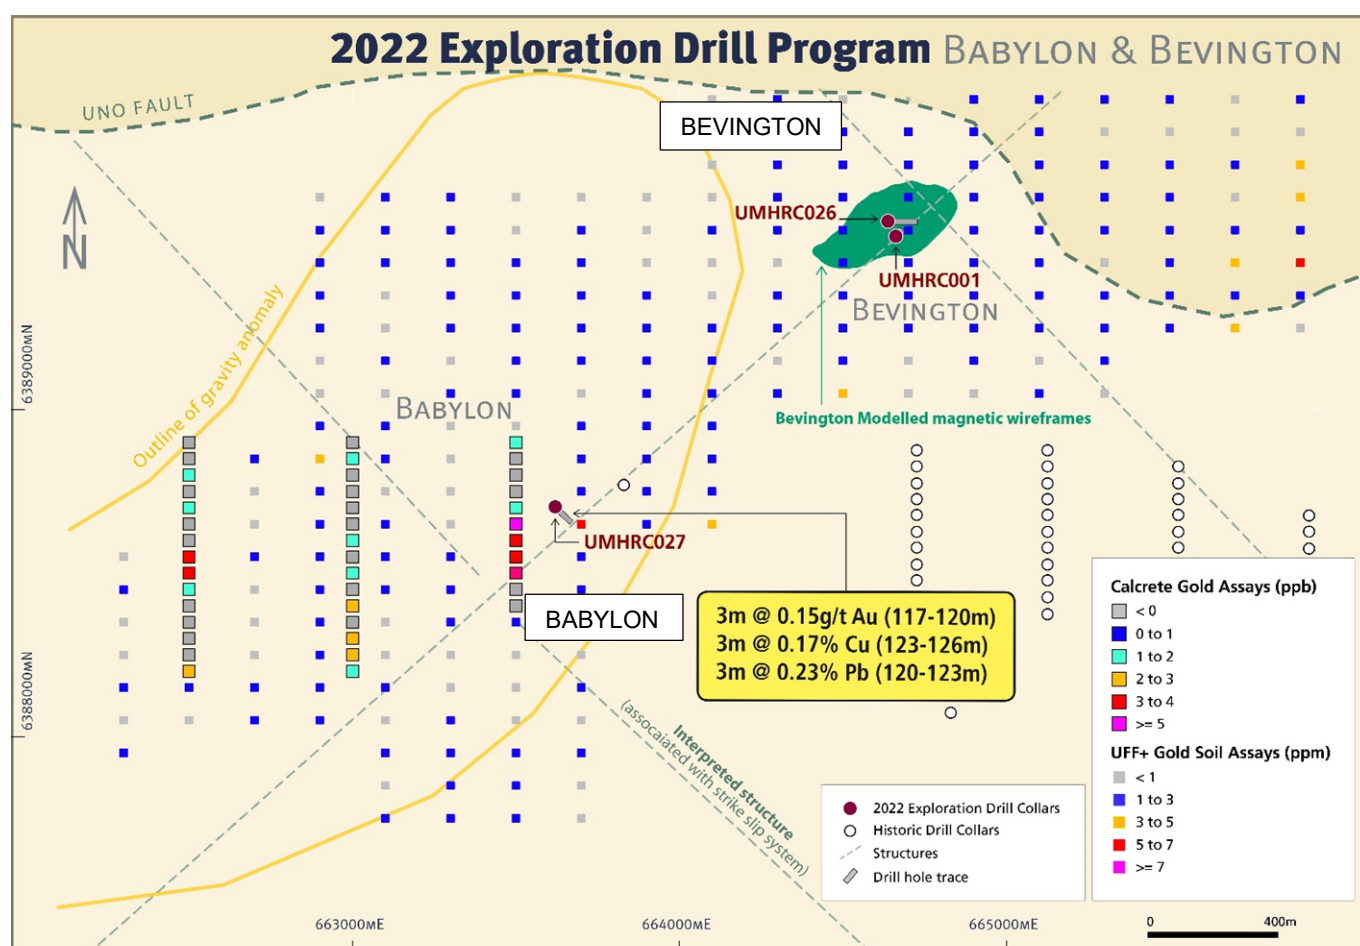 2022 Exploration Drill Program BABYLON & BEVINGTON
UNO FAULT
BEVINGTON
N
UMHRC026
UMHRC001
BEVINGTON
Outline of gravity anomaly
6389000mN
BABYLON
Bevington Modelled magnetic wireframes
UMHRC027
BABYLON
3m @ 0.15g/t Au (117-120m)
3m @ 0.17% Cu (123-126m)
3m @ 0.23% Pb (120-123m)
6388000mN
Interpreted structure
(assocaiated with strike slip system)
Calcrete Gold Assays (ppb)
< 0
0 to 1
1 to 2
2 to 3
3 to 4
>= 5
UFF+ Gold Soil Assays (ppm)
< 1
1 to 3
3 to 5
5 to 7
>= 7
2022 Exploration Drill Collars
Historic Drill Collars
Structures
Drill hole trace
663000mE
664000mE
665000mE
0
400m